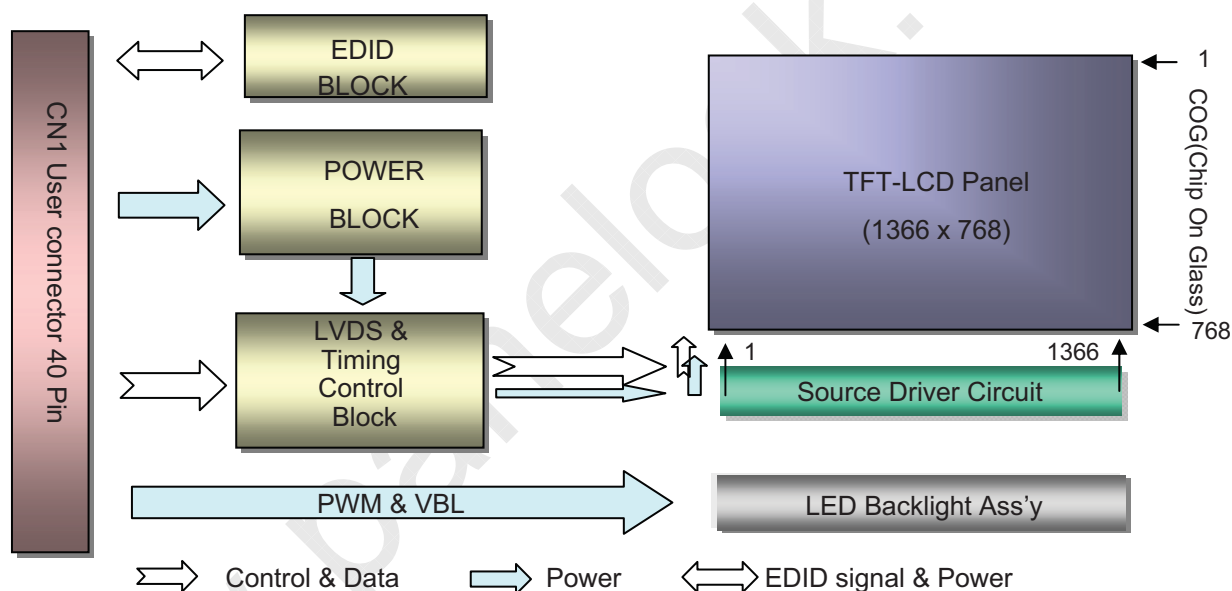 CN1 User connector 40 Pin
EDID
BLOCK
POWER
BLOCK
LVDS &
Timing
Control
Block
PWM & VBL
TFT-LCD Panel
(1366 x 768)
1
COG(Chip On Glass)
768
1
1366
Source Driver Circuit
LED Backlight Ass’y
Control & Data
Power
EDID signal & Power
panelook.